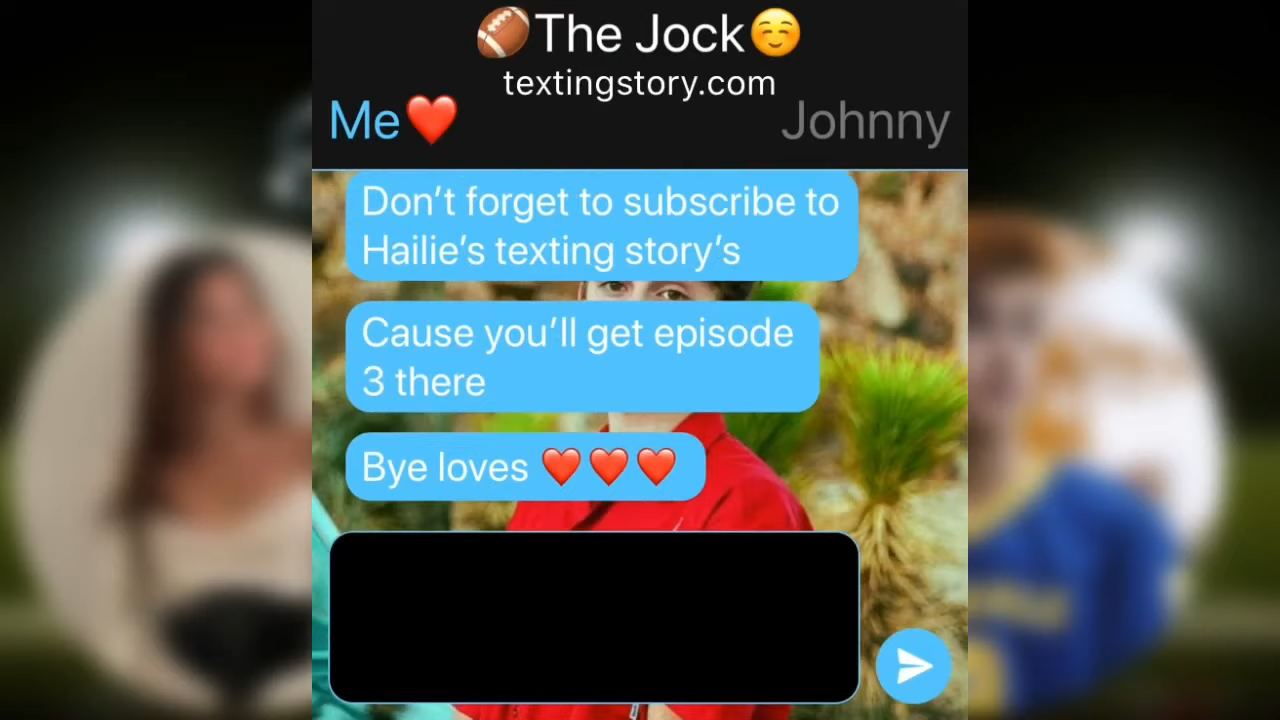 🏈The Jock☺️
textingstory.com
Me❤️
Johnny
Don’t forget to subscribe to
Hailie’s texting story’s
Cause you’ll get episode
3 there
Bye loves ❤️❤️❤️